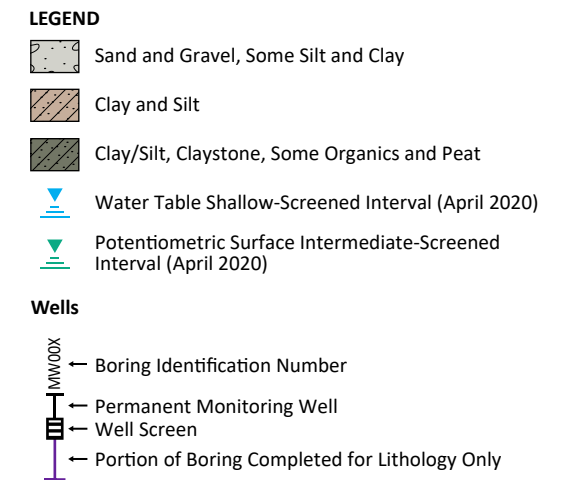 LEGEND
Sand and Gravel, Some Silt and Clay
Clay and Silt
Clay/Silt, Claystone, Some Organics and Peat
Water Table Shallow-Screened Interval (April 2020)
Potentiometric Surface Intermediate-Screened
Interval (April 2020)
Wells
MW00X
Boring Identification Number
Permanent Monitoring Well
Well Screen
Portion of Boring Completed for Lithology Only